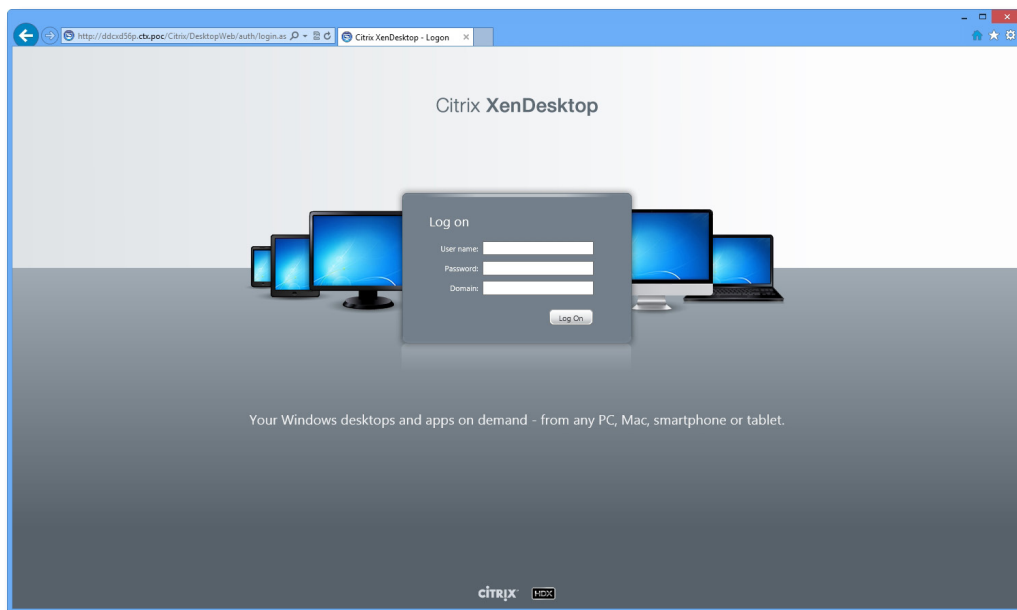 http://ddcxd56p.ctx.poc/Citrix/DesktopWeb/auth/login.as
Citrix XenDesktop - Logon
Citrix XenDesktop
Log on
User name:
Password:
Domain:
Log On
Your Windows desktops and apps on demand - from any PC, Mac, smartphone or tablet.
CITRIX HDX